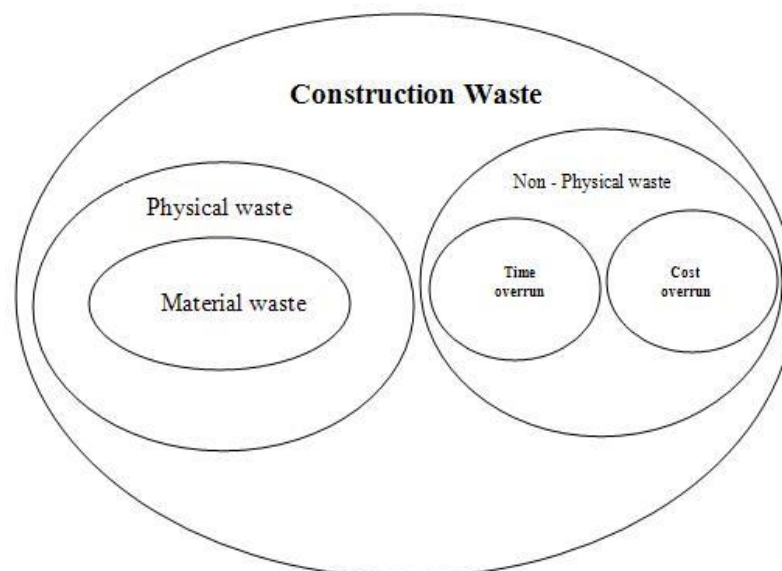 Construction Waste
Physical waste
Material waste
Non - Physical waste
Time
overrun
Cost
overrun